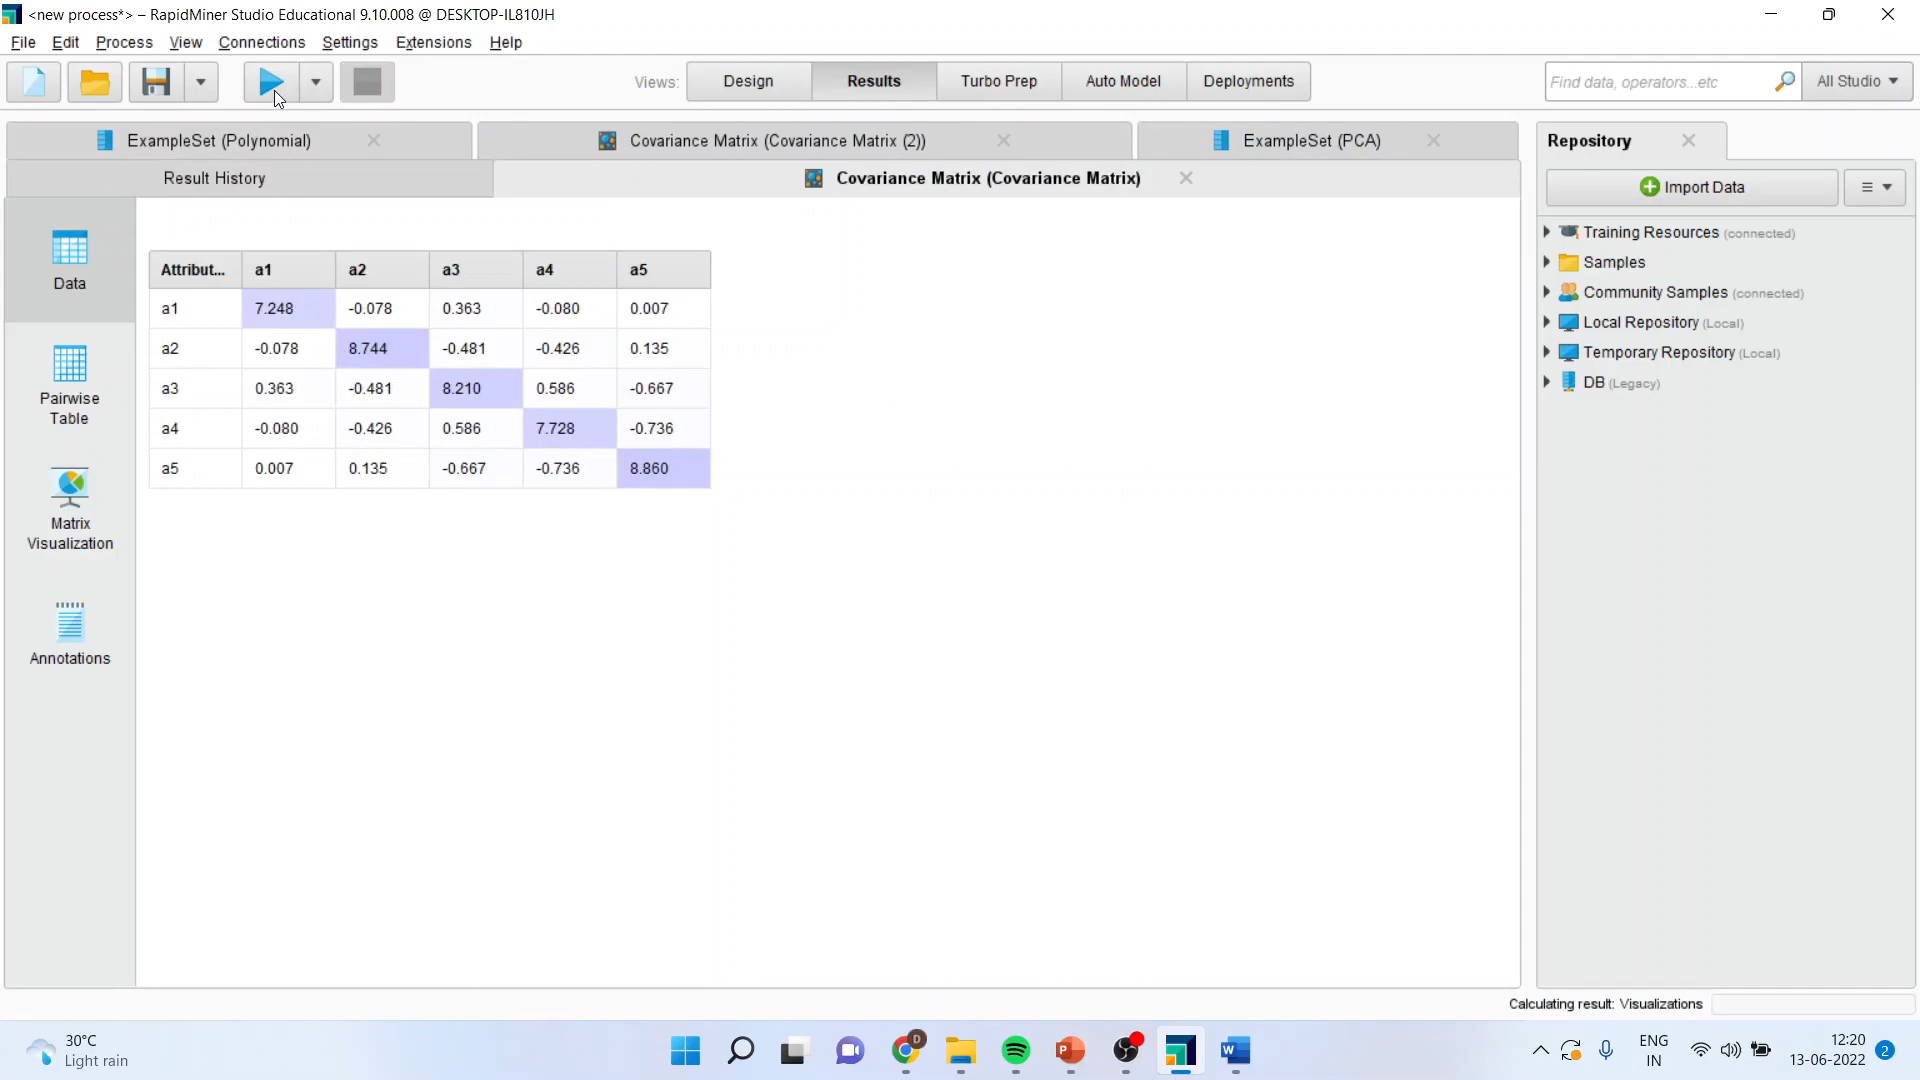 <new process*> – RapidMiner Studio Educational 9.10.008 @ DESKTOP-IL810JH
File Edit Process View Connections Settings Extensions Help
Views: Design Results Turbo Prep Auto Model Deployments Find data, operators...etc All Studio
ExampleSet (Polynomial) Covariance Matrix (Covariance Matrix (2)) ExampleSet (PCA) Repository
Result History Covariance Matrix (Covariance Matrix) Import Data
Data
Pairwise
Table
Matrix
Visualization
Annotations
Attribut... a1 a2 a3 a4 a5
a1 7.248 -0.078 0.363 -0.080 0.007
a2 -0.078 8.744 -0.481 -0.426 0.135
a3 0.363 -0.481 8.210 0.586 -0.667
a4 -0.080 -0.426 0.586 7.728 -0.736
a5 0.007 0.135 -0.667 -0.736 8.860
Training Resources (connected)
Samples
Community Samples (connected)
Local Repository (Local)
Temporary Repository (Local)
DB (Legacy)
Calculating result: Visualizations
30°C
Light rain
D
W
ENG
IN
12:20
13-06-2022
2